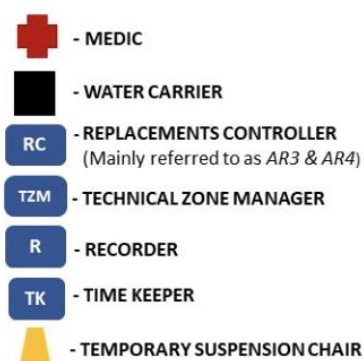 - MEDIC
- WATER CARRIER
RC - REPLACEMENTS CONTROLLER
(Mainly referred to as AR3 & AR4)
TZM - TECHNICAL ZONE MANAGER
R - RECORDER
TK - TIME KEEPER
- TEMPORARY SUSPENSION CHAIR